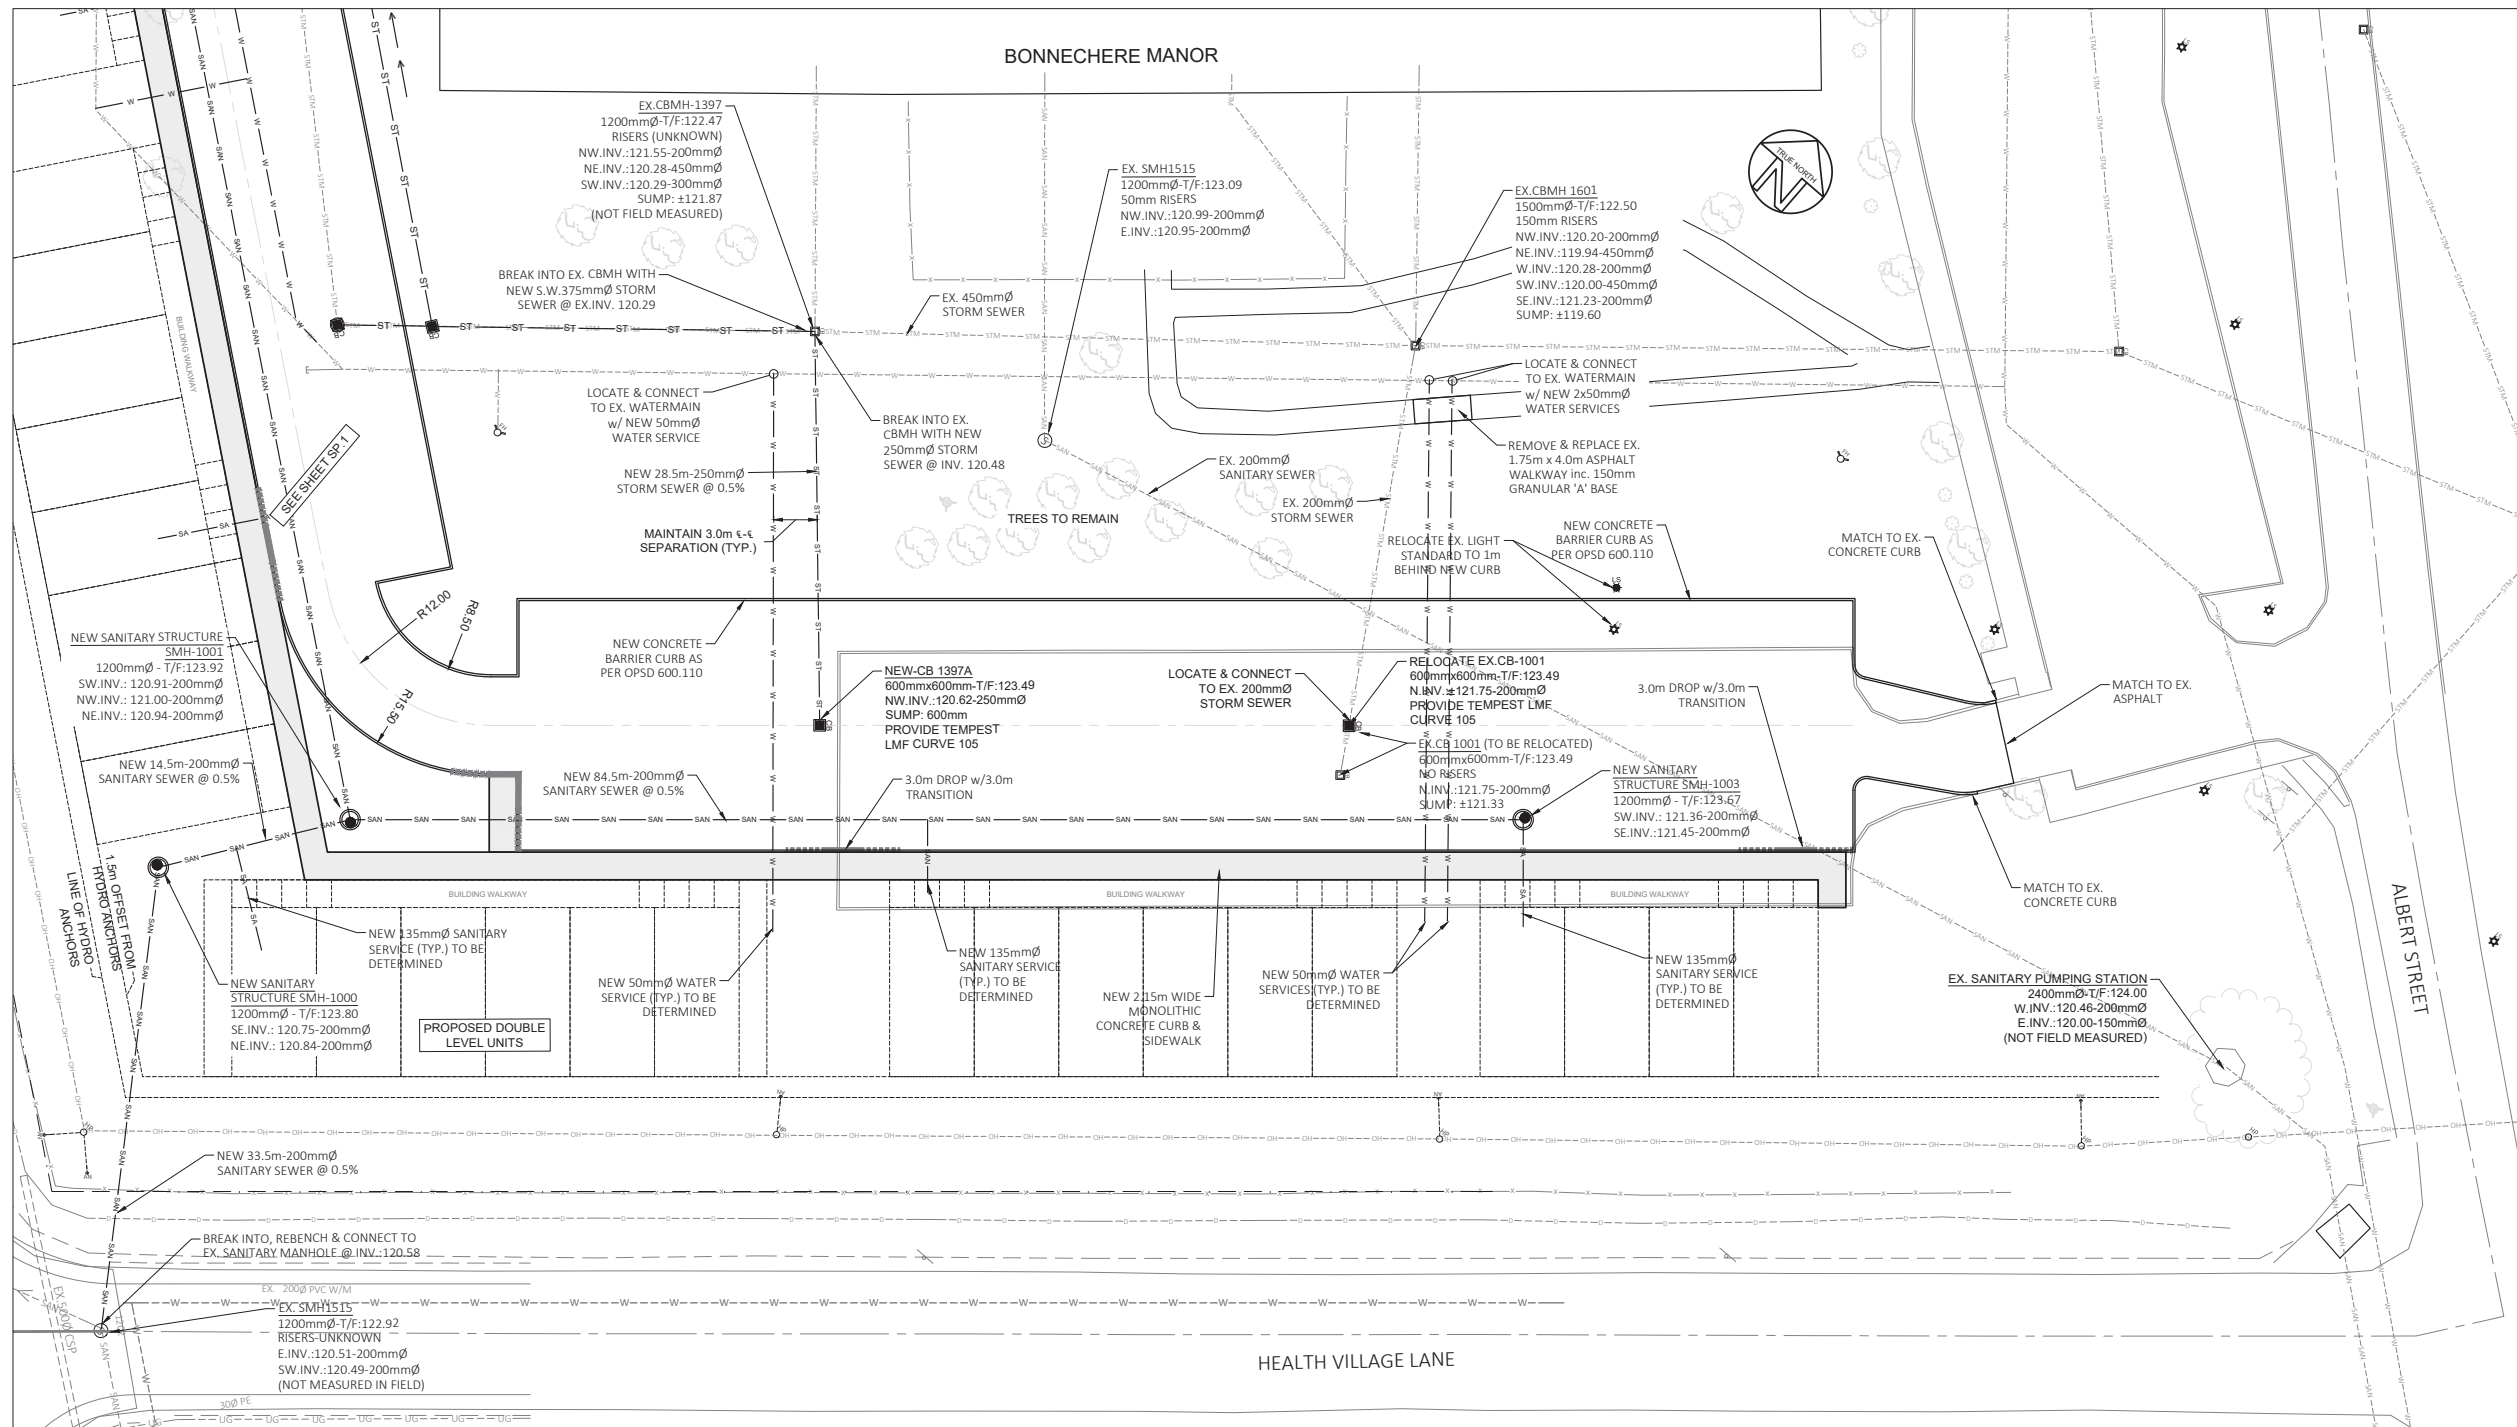 BONNECHERE MANOR
EX.CBMH-1397
1200mmØ-T/F:122.47
RISERS (UNKNOWN)
NW.INV.:121.55-200mmØ
NE.INV.:120.28-450mmØ
SW.INV.:120.29-300mmØ
SUMP: ±121.87
(NOT FIELD MEASURED)
EX. SMH1515
1200mmØ-T/F:123.09
50mm RISERS
NW.INV.:120.99-200mmØ
E.INV.:120.95-200mmØ
EX.CBMH 1601
1500mmØ-T/F:122.50
150mm RISERS
NW.INV.:120.20-200mmØ
NE.INV.:119.94-450mmØ
W.INV.:120.28-200mmØ
SW.INV.:120.00-450mmØ
SE.INV.:121.23-200mmØ
SUMP: ±119.60
TRUE NORTH
BREAK INTO EX. CBMH WITH
NEW S.W.375mmØ STORM
SEWER @ EX.INV. 120.29
EX. 450mmØ
STORM SEWER
LOCATE & CONNECT
TO EX. WATERMAIN
w/ NEW 50mmØ
WATER SERVICE
LOCATE & CONNECT
TO EX. WATERMAIN
w/ NEW 2x50mmØ
WATER SERVICES
BREAK INTO EX.
CBMH WITH NEW
250mmØ STORM
SEWER @ INV. 120.48
BUILDING WALKWAY
SEE SHEET SP.1
NEW 28.5m-250mmØ
STORM SEWER @ 0.5%
EX. 200mmØ
SANITARY SEWER
REMOVE & REPLACE EX.
1.75m x 4.0m ASPHALT
WALKWAY inc. 150mm
GRANULAR 'A' BASE
EX. 200mmØ
STORM SEWER
MAINTAIN 3.0m ℄-℄
SEPARATION (TYP.)
TREES TO REMAIN
RELOCATE EX. LIGHT
STANDARD TO 1m
BEHIND NEW CURB
NEW CONCRETE
BARRIER CURB AS
PER OPSD 600.110
MATCH TO EX.
CONCRETE CURB
LS
R12.00
R8.50
R15.50
NEW SANITARY STRUCTURE
SMH-1001
1200mmØ - T/F:123.92
SW.INV.: 120.91-200mmØ
NW.INV.: 121.00-200mmØ
NE.INV.: 120.94-200mmØ
NEW CONCRETE
BARRIER CURB AS
PER OPSD 600.110
NEW-CB 1397A
600mmx600mm-T/F:123.49
NW.INV.:120.62-250mmØ
SUMP: 600mm
PROVIDE TEMPEST
LMF CURVE 105
LOCATE & CONNECT
TO EX. 200mmØ
STORM SEWER
RELOCATE EX.CB-1001
600mmx600mm-T/F:123.49
N.INV.:±121.75-200mmØ
PROVIDE TEMPEST LMF
CURVE 105
EX.CB 1001 (TO BE RELOCATED)
600mmx600mm-T/F:123.49
NO RISERS
N.INV.:121.75-200mmØ
SUMP: ±121.33
3.0m DROP w/3.0m
TRANSITION
MATCH TO EX.
ASPHALT
NEW 14.5m-200mmØ
SANITARY SEWER @ 0.5%
NEW 84.5m-200mmØ
SANITARY SEWER @ 0.5%
3.0m DROP w/3.0m
TRANSITION
NEW SANITARY
STRUCTURE SMH-1003
1200mmØ - T/F:123.67
SW.INV.: 121.36-200mmØ
SE.INV.:121.45-200mmØ
MATCH TO EX.
CONCRETE CURB
BUILDING WALKWAY
BUILDING WALKWAY
BUILDING WALKWAY
1.5m OFFSET FROM
HYDRO ANCHORS
LINE OF HYDRO
ANCHORS
NEW 135mmØ SANITARY
SERVICE (TYP.) TO BE
DETERMINED
NEW SANITARY
STRUCTURE SMH-1000
1200mmØ - T/F:123.80
SE.INV.: 120.75-200mmØ
NE.INV.: 120.84-200mmØ
PROPOSED DOUBLE
LEVEL UNITS
NEW 50mmØ WATER
SERVICE (TYP.) TO BE
DETERMINED
NEW 135mmØ
SANITARY SERVICE
(TYP.) TO BE
DETERMINED
NEW 2.15m WIDE
MONOLITHIC
CONCRETE CURB &
SIDEWALK
NEW 50mmØ WATER
SERVICES (TYP.) TO BE
DETERMINED
NEW 135mmØ
SANITARY SERVICE
(TYP.) TO BE
DETERMINED
EX. SANITARY PUMPING STATION
2400mmØ-T/F:124.00
W.INV.:120.46-200mmØ
E.INV.:120.00-150mmØ
(NOT FIELD MEASURED)
ALBERT STREET
NEW 33.5m-200mmØ
SANITARY SEWER @ 0.5%
BREAK INTO, REBENCH & CONNECT TO
EX. SANITARY MANHOLE @ INV.:120.58
EX. 200Ø PVC W/M
EX. SMH1515
1200mmØ-T/F:122.92
RISERS-UNKNOWN
E.INV.:120.51-200mmØ
SW.INV.:120.49-200mmØ
(NOT MEASURED IN FIELD)
EX. 500Ø CSP
300 PE
HEALTH VILLAGE LANE